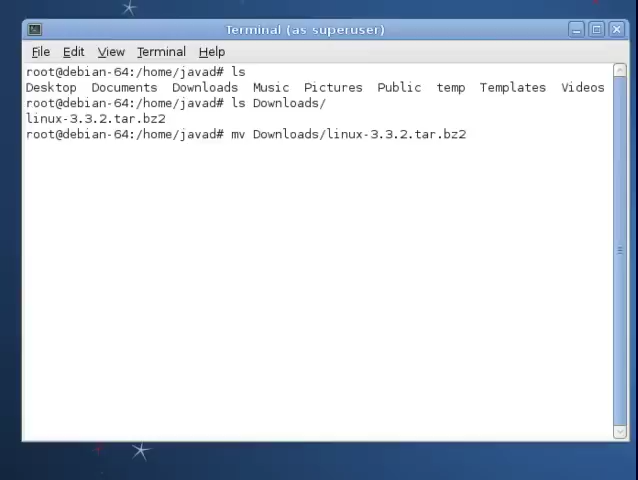 Terminal (as superuser)
File Edit View Terminal Help
root@debian-64:/home/javad# ls
Desktop Documents Downloads Music Pictures Public temp Templates Videos
root@debian-64:/home/javad# ls Downloads/
linux-3.3.2.tar.bz2
root@debian-64:/home/javad# mv Downloads/linux-3.3.2.tar.bz2